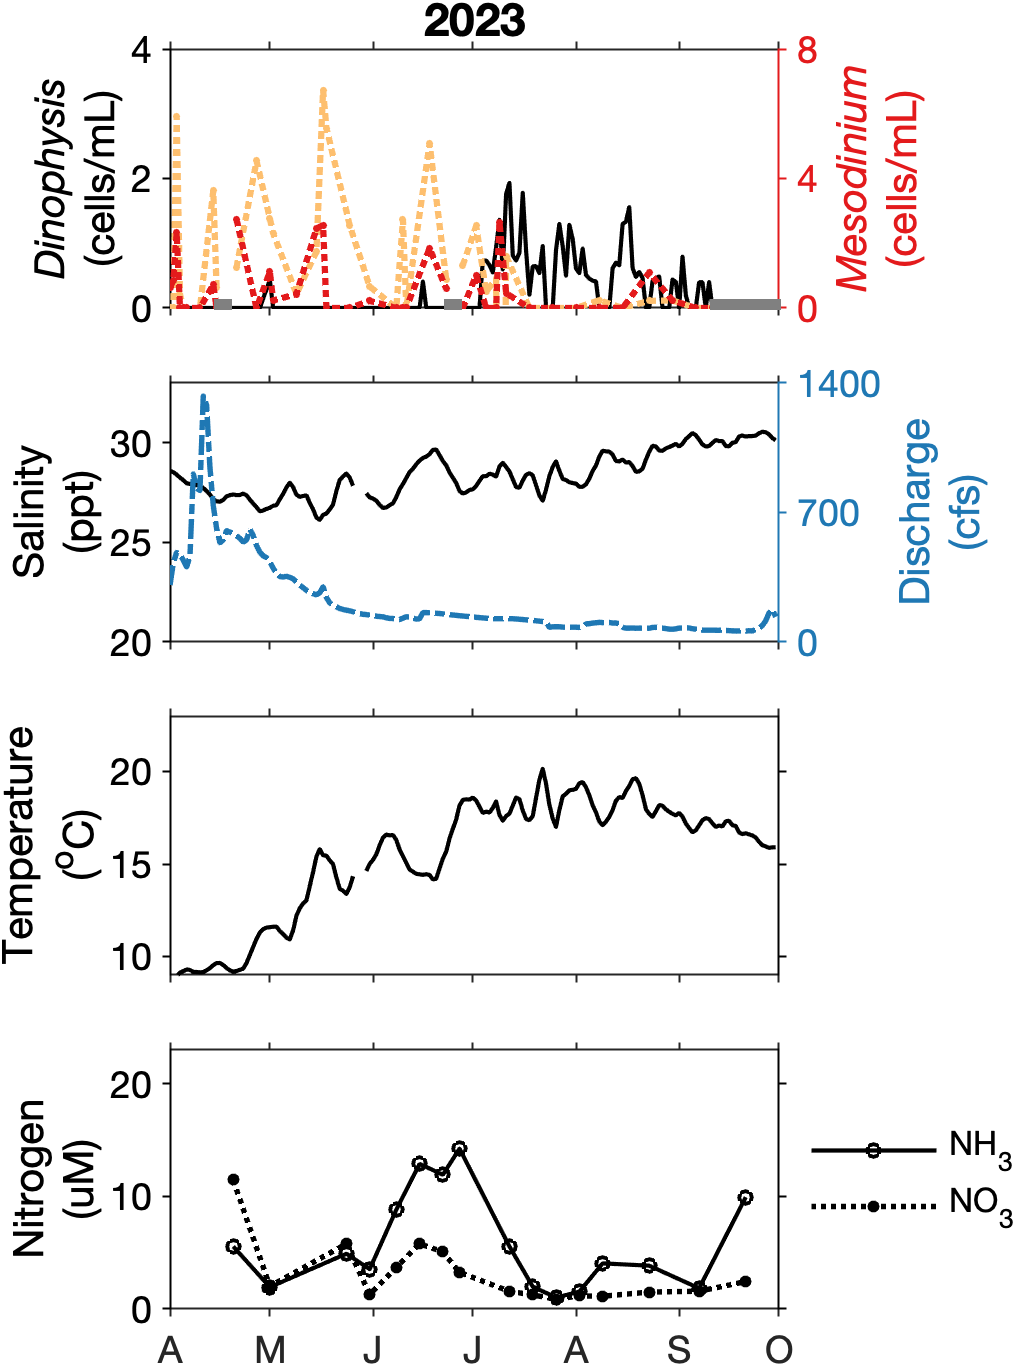 2023
4
2
0
Dinophysis
(cells/mL)
8
4
0
Mesodinium
(cells/mL)
30
25
20
Salinity
(ppt)
1400
700
0
Discharge
(cfs)
20
15
10
Temperature
(ºC)
20
10
0
Nitrogen
(uM)
NH3
NO3
A M J J A S O